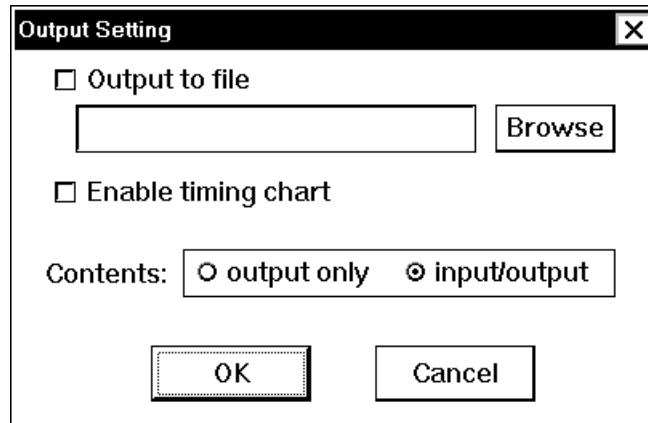 Output Setting
Output to file
Browse
Enable timing chart
Contents: output only input/output
OK Cancel